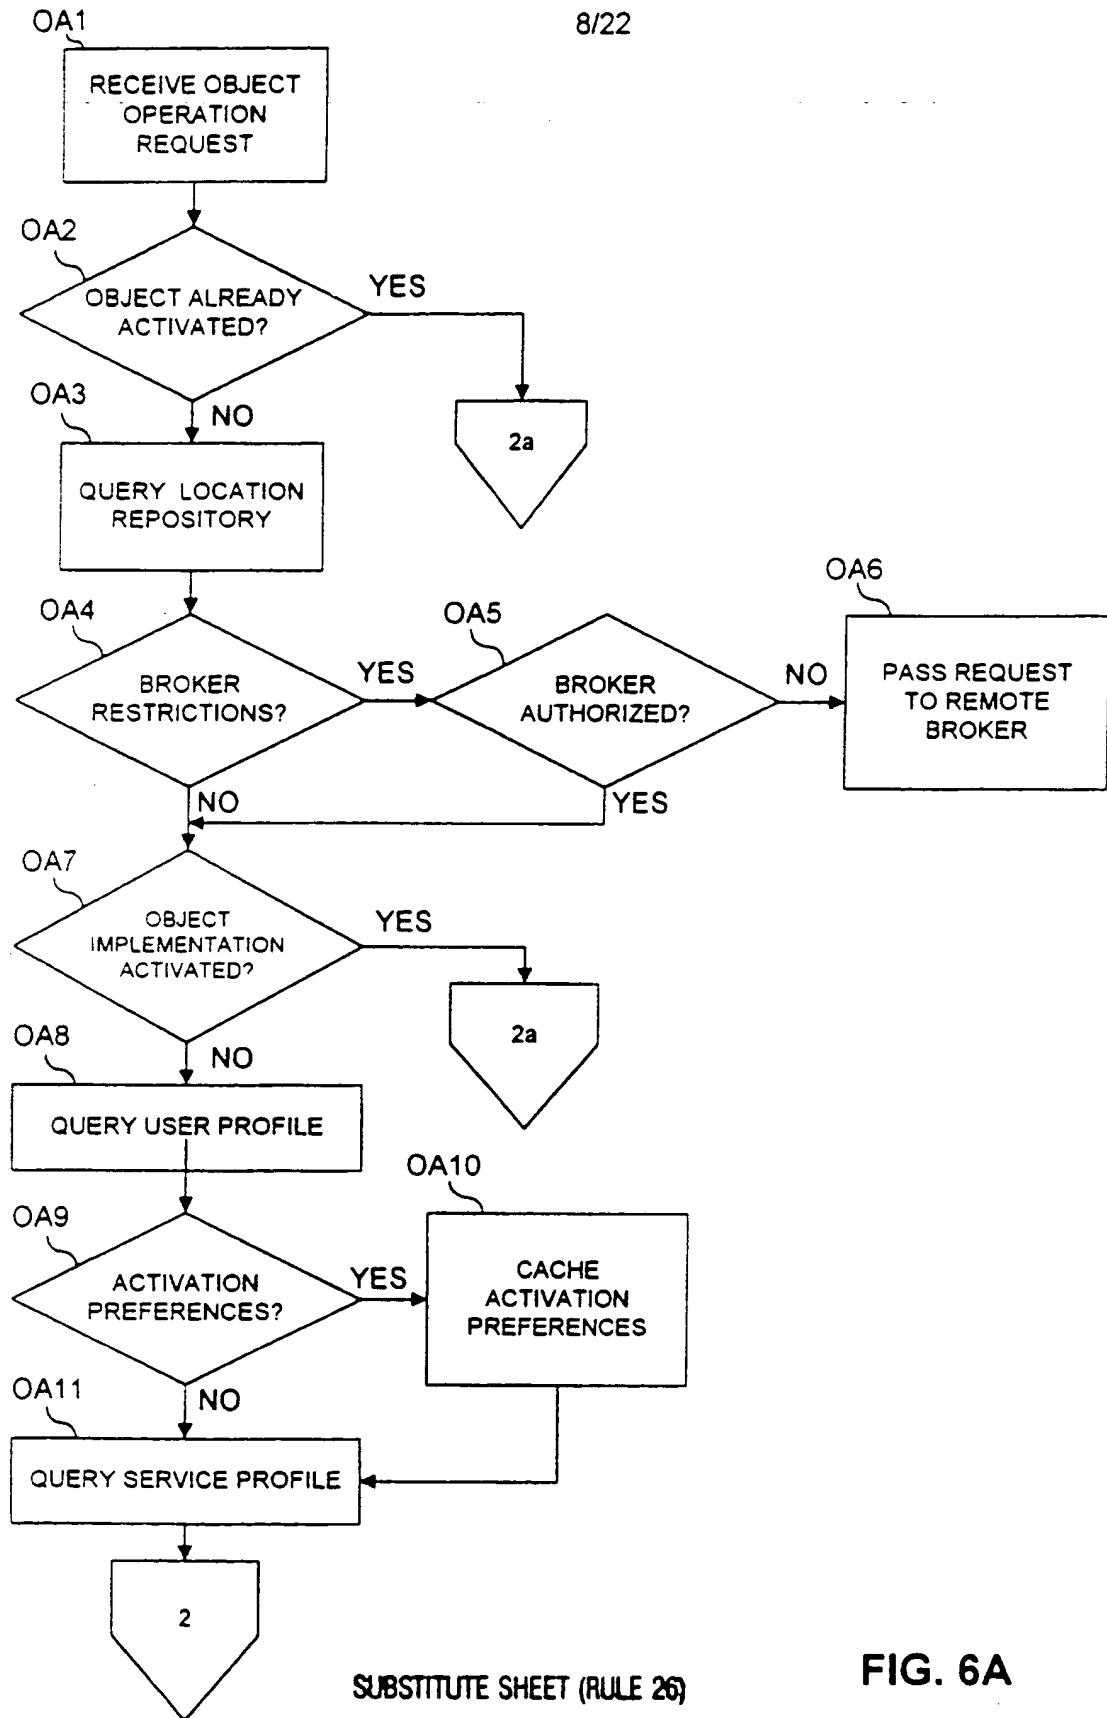 8/22
OA1
RECEIVE OBJECT
OPERATION
REQUEST
OA2
OBJECT ALREADY
ACTIVATED?
YES
2a
NO
OA3
QUERY LOCATION
REPOSITORY
OA4
BROKER
RESTRICTIONS?
YES
OA5
BROKER
AUTHORIZED?
NO
OA6
PASS REQUEST
TO REMOTE
BROKER
NO
YES
OA7
OBJECT
IMPLEMENTATION
ACTIVATED?
YES
2a
NO
OA8
QUERY USER PROFILE
OA9
ACTIVATION
PREFERENCES?
YES
OA10
CACHE
ACTIVATION
PREFERENCES
NO
OA11
QUERY SERVICE PROFILE
2
SUBSTITUTE SHEET (RULE 26)
FIG. 6A